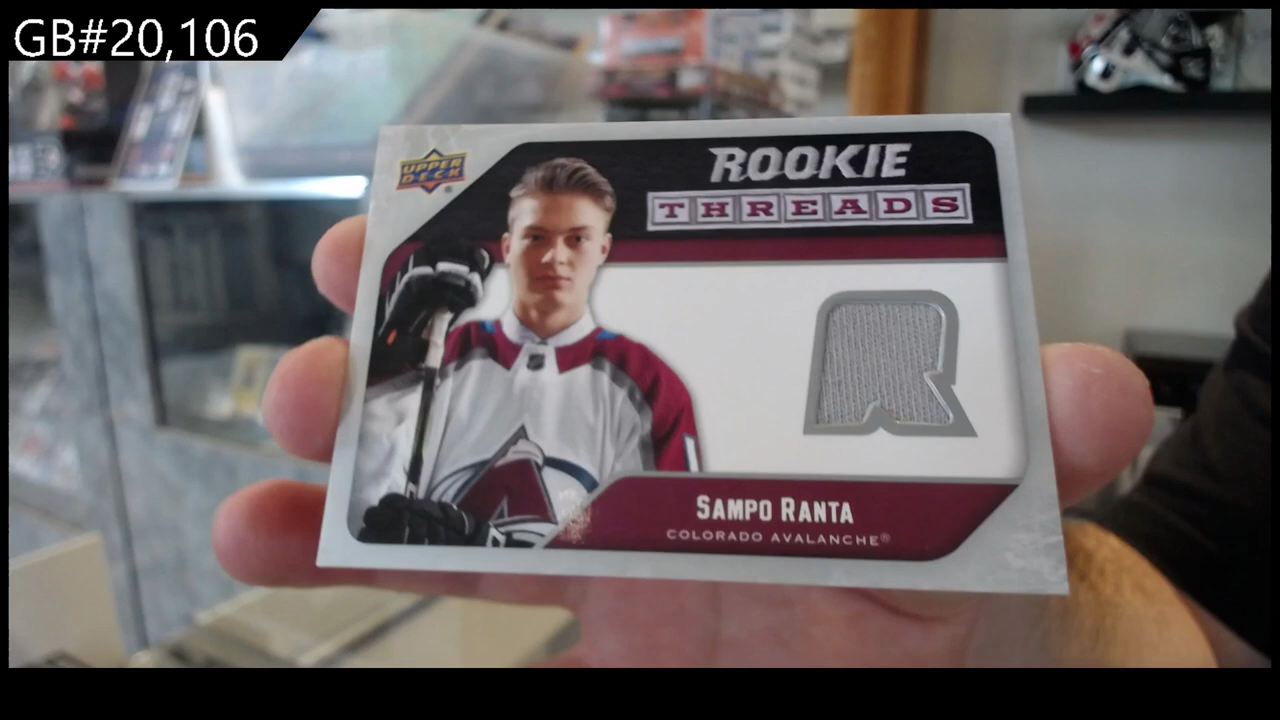 GB#20,106
UPPER
DECK®
ROOKIE
THREADS
SAMPO RANTA
COLORADO AVALANCHE®